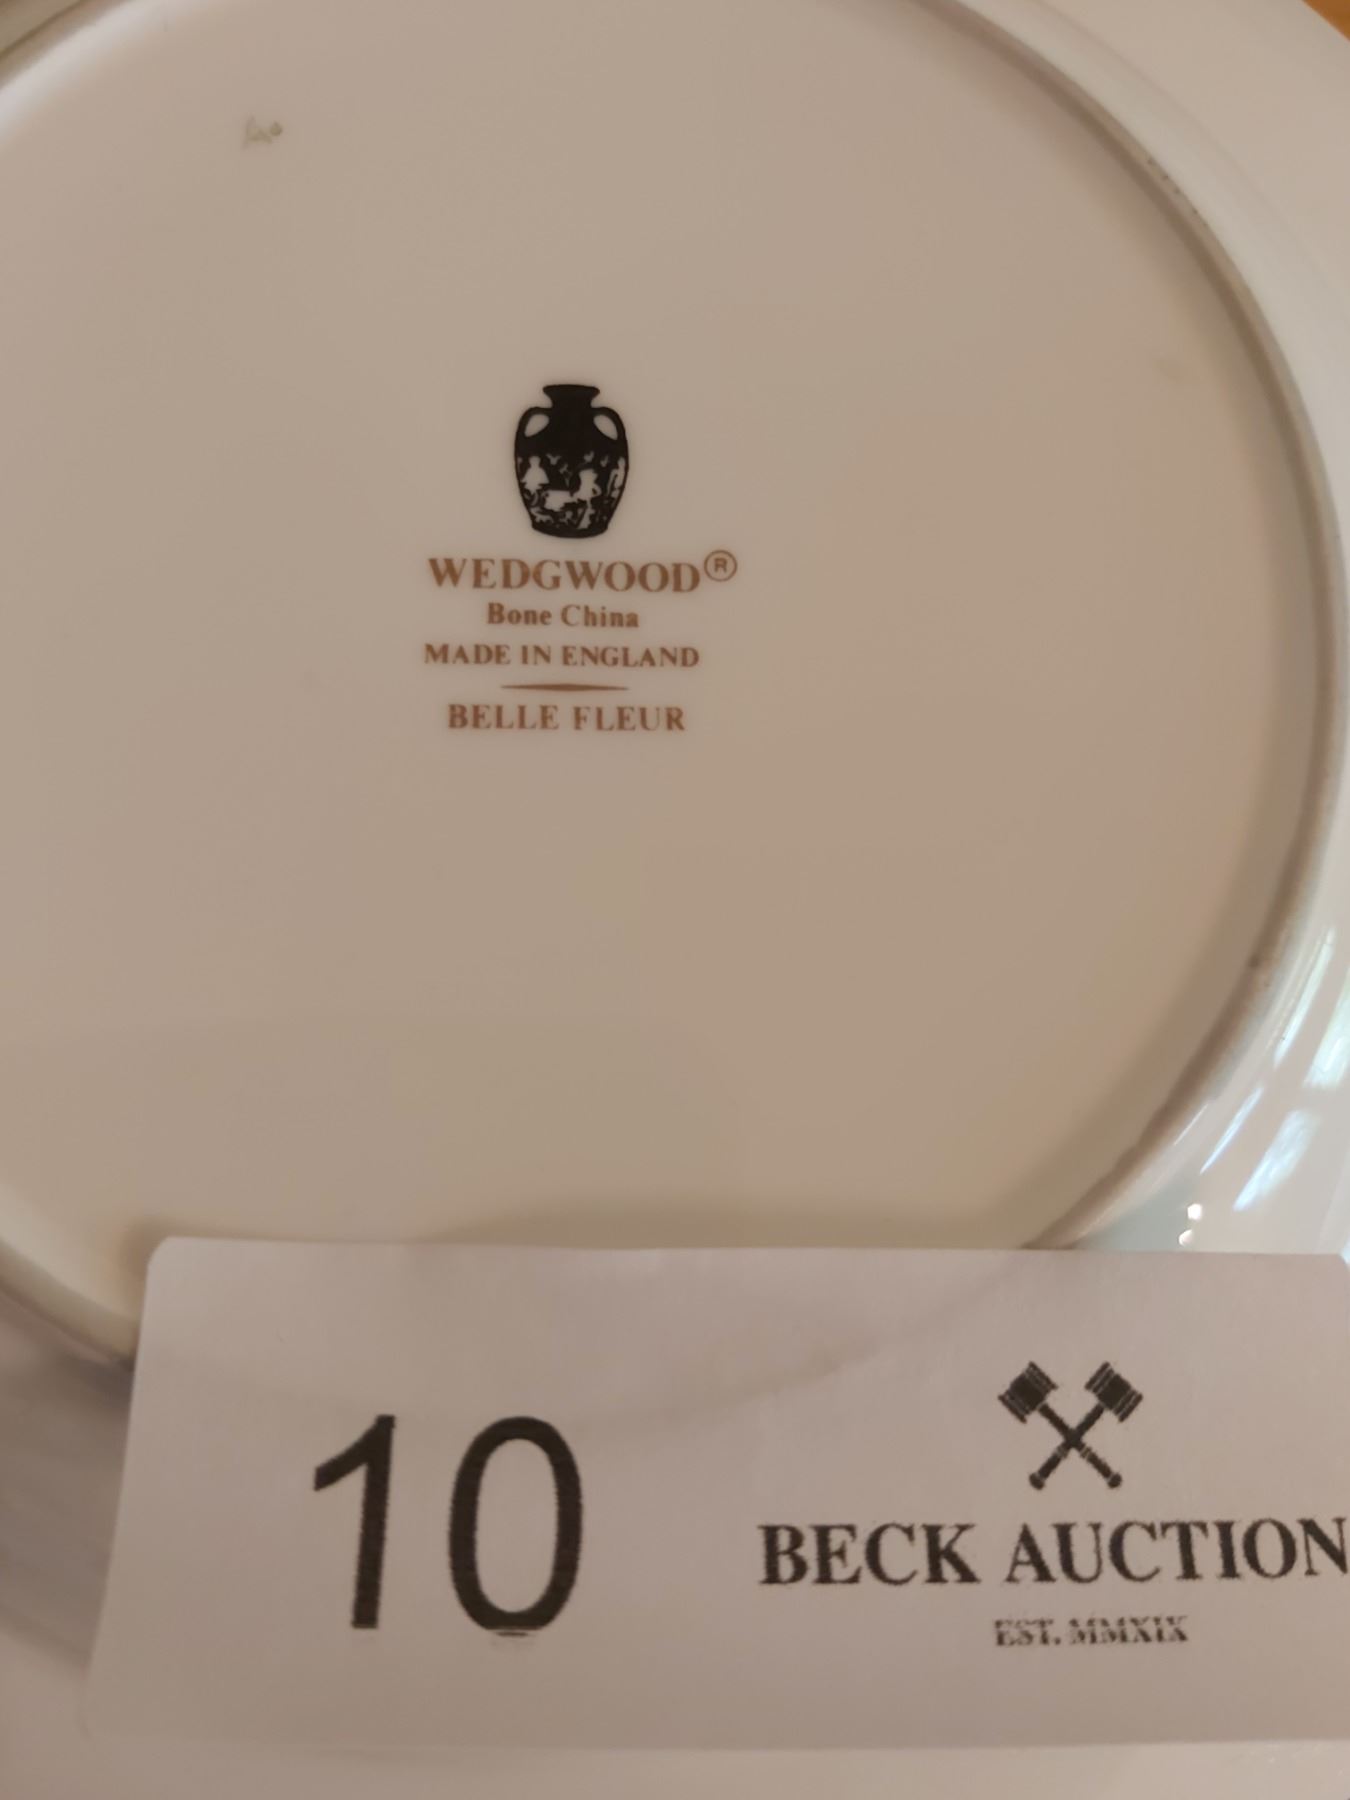 WEDGWOOD®
Bone China
MADE IN ENGLAND
BELLE FLEUR
10
BECK AUCTION
EST. MMXIX